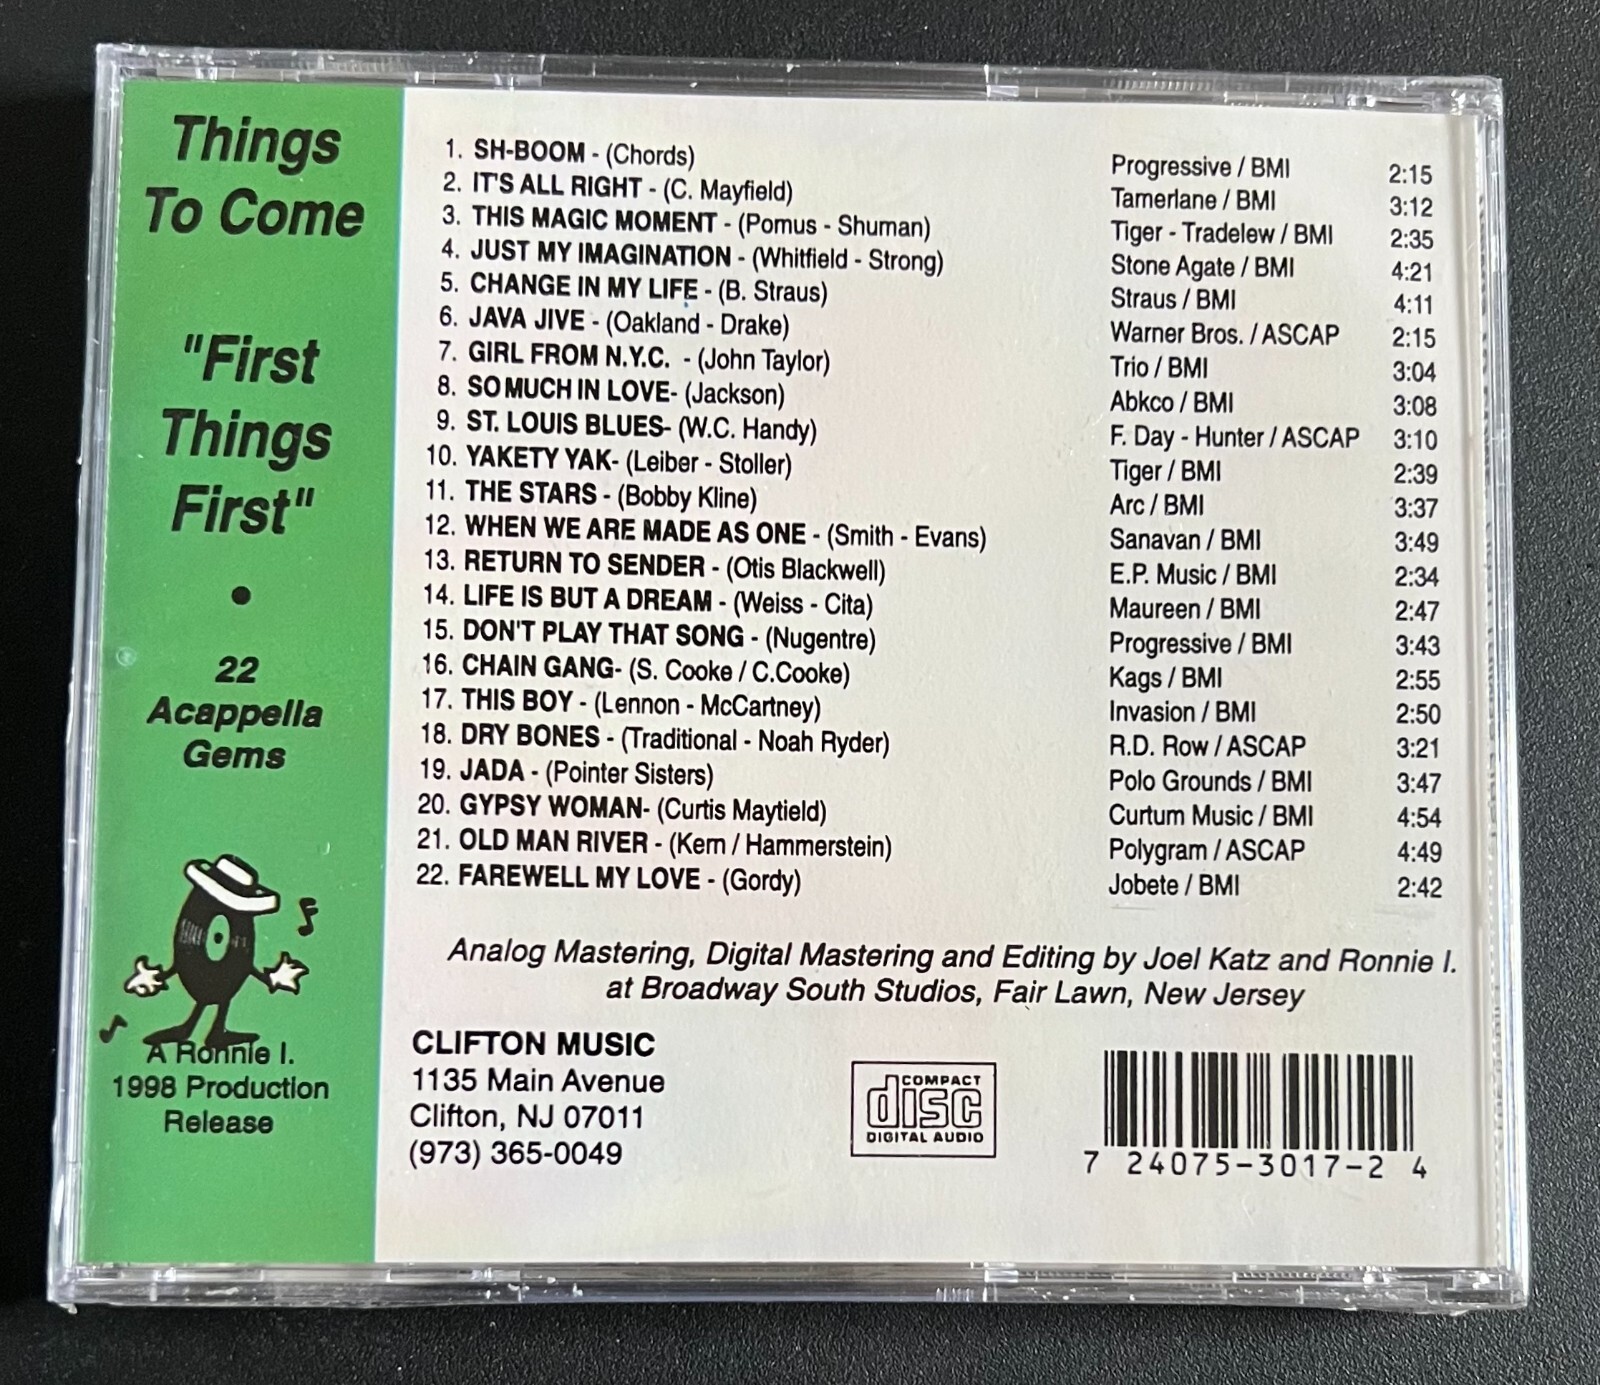 Things
To Come
"First
Things
First"
•
22
Acappella
Gems
A Ronnie I.
1998 Production
Release
1. SH-BOOM - (Chords) Progressive / BMI 2:15
2. IT'S ALL RIGHT - (C. Mayfield) Tamerlane / BMI 3:12
3. THIS MAGIC MOMENT - (Pomus - Shuman) Tiger - Tradelew / BMI 2:35
4. JUST MY IMAGINATION - (Whitfield - Strong) Stone Agate / BMI 4:21
5. CHANGE IN MY LIFE - (B. Straus) Straus / BMI 4:11
6. JAVA JIVE - (Oakland - Drake) Warner Bros. / ASCAP 2:15
7. GIRL FROM N.Y.C. - (John Taylor) Trio / BMI 3:04
8. SO MUCH IN LOVE- (Jackson) Abkco / BMI 3:08
9. ST. LOUIS BLUES- (W.C. Handy) F. Day - Hunter / ASCAP 3:10
10. YAKETY YAK- (Leiber - Stoller) Tiger / BMI 2:39
11. THE STARS - (Bobby Kline) Arc / BMI 3:37
12. WHEN WE ARE MADE AS ONE - (Smith - Evans) Sanavan / BMI 3:49
13. RETURN TO SENDER - (Otis Blackwell) E.P. Music / BMI 2:34
14. LIFE IS BUT A DREAM - (Weiss - Cita) Maureen / BMI 2:47
15. DON'T PLAY THAT SONG - (Nugentre) Progressive / BMI 3:43
16. CHAIN GANG- (S. Cooke / C.Cooke) Kags / BMI 2:55
17. THIS BOY - (Lennon - McCartney) Invasion / BMI 2:50
18. DRY BONES - (Traditional - Noah Ryder) R.D. Row / ASCAP 3:21
19. JADA - (Pointer Sisters) Polo Grounds / BMI 3:47
20. GYPSY WOMAN- (Curtis Maytield) Curtum Music / BMI 4:54
21. OLD MAN RIVER - (Kern / Hammerstein) Polygram / ASCAP 4:49
22. FAREWELL MY LOVE - (Gordy) Jobete / BMI 2:42
Analog Mastering, Digital Mastering and Editing by Joel Katz and Ronnie I.
at Broadway South Studios, Fair Lawn, New Jersey
CLIFTON MUSIC
1135 Main Avenue
Clifton, NJ 07011
(973) 365-0049
COMPACT
disc
DIGITAL AUDIO
7 24075-3017-2 4